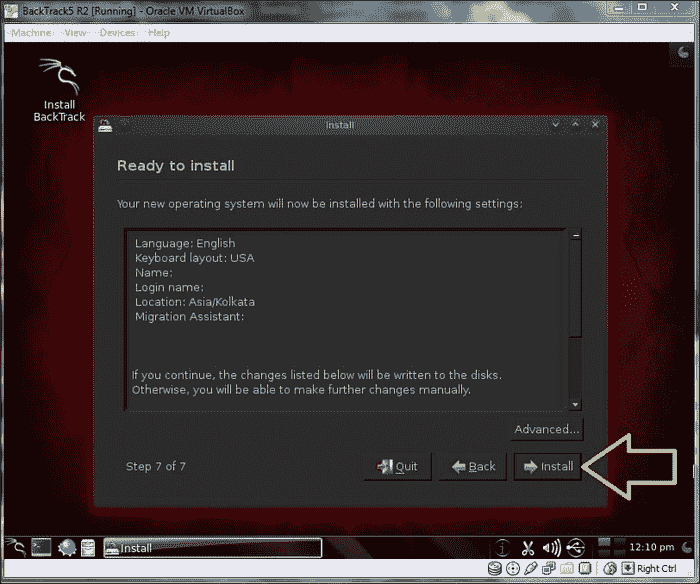 BackTrack5 R2 [Running] - Oracle VM VirtualBox
Machine View Devices Help
Install
BackTrack
Install
Ready to install
Your new operating system will now be installed with the following settings:
Language: English
Keyboard layout: USA
Name:
Login name:
Location: Asia/Kolkata
Migration Assistant:
If you continue, the changes listed below will be written to the disks.
Otherwise, you will be able to make further changes manually.
Advanced...
Step 7 of 7
Quit
Back
Install
Install
12:10 pm
Right Ctrl